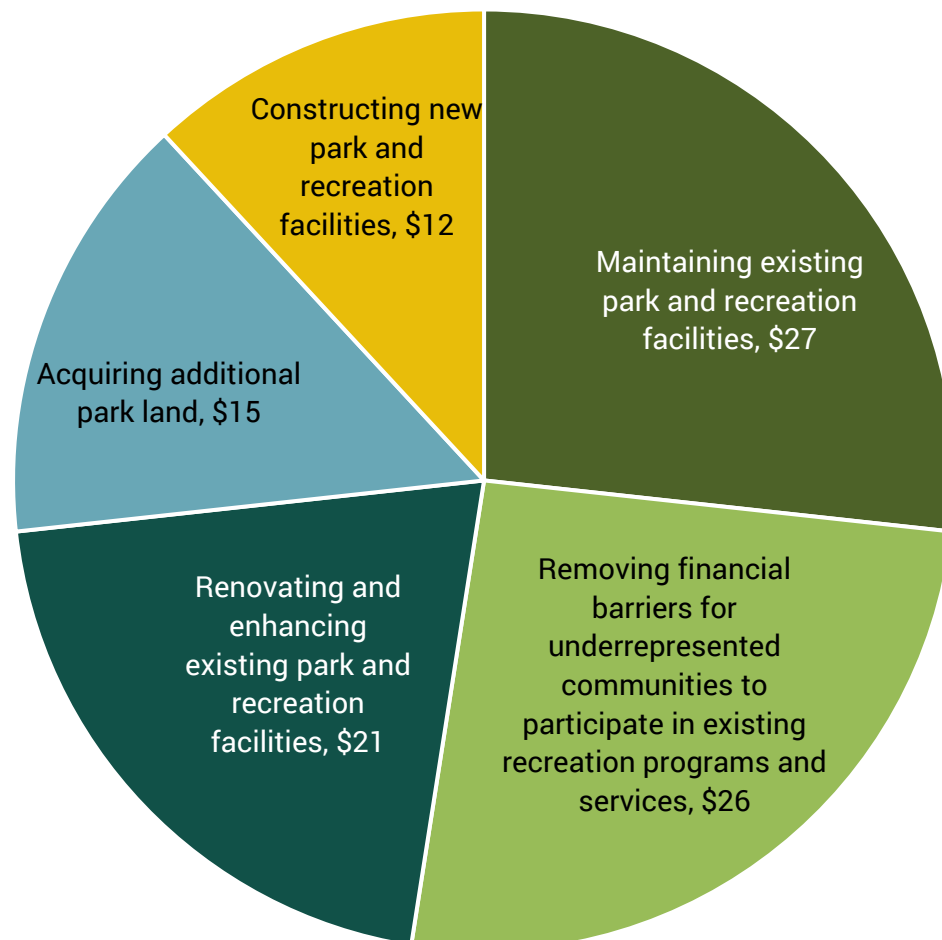 Constructing new
park and
recreation
facilities, $12
Maintaining existing
park and recreation
facilities, $27
Acquiring additional
park land, $15
Removing financial
barriers for
underrepresented
communities to
participate in existing
recreation programs and
services, $26
Renovating and
enhancing
existing park and
recreation
facilities, $21